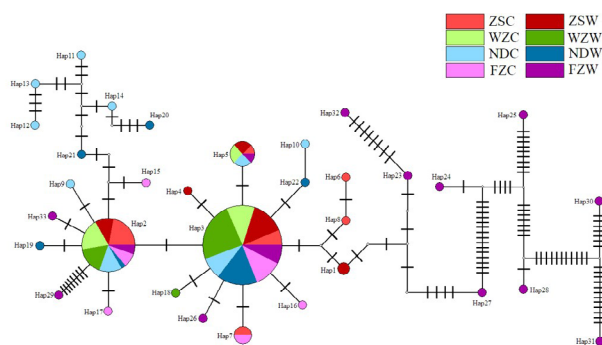 ZSC ZSW
WZC WZW
NDC NDW
FZC FZW
Hap11
Hap13
Hap14
Hap12
Hap20
Hap21
Hap15
Hap9
Hap33
Hap2
Hap19
Hap29
Hap17
Hap5
Hap10
Hap4
Hap22
Hap3
Hap18
Hap26
Hap7
Hap16
Hap6
Hap8
Hap1
Hap32
Hap23
Hap25
Hap24
Hap30
Hap27
Hap28
Hap31